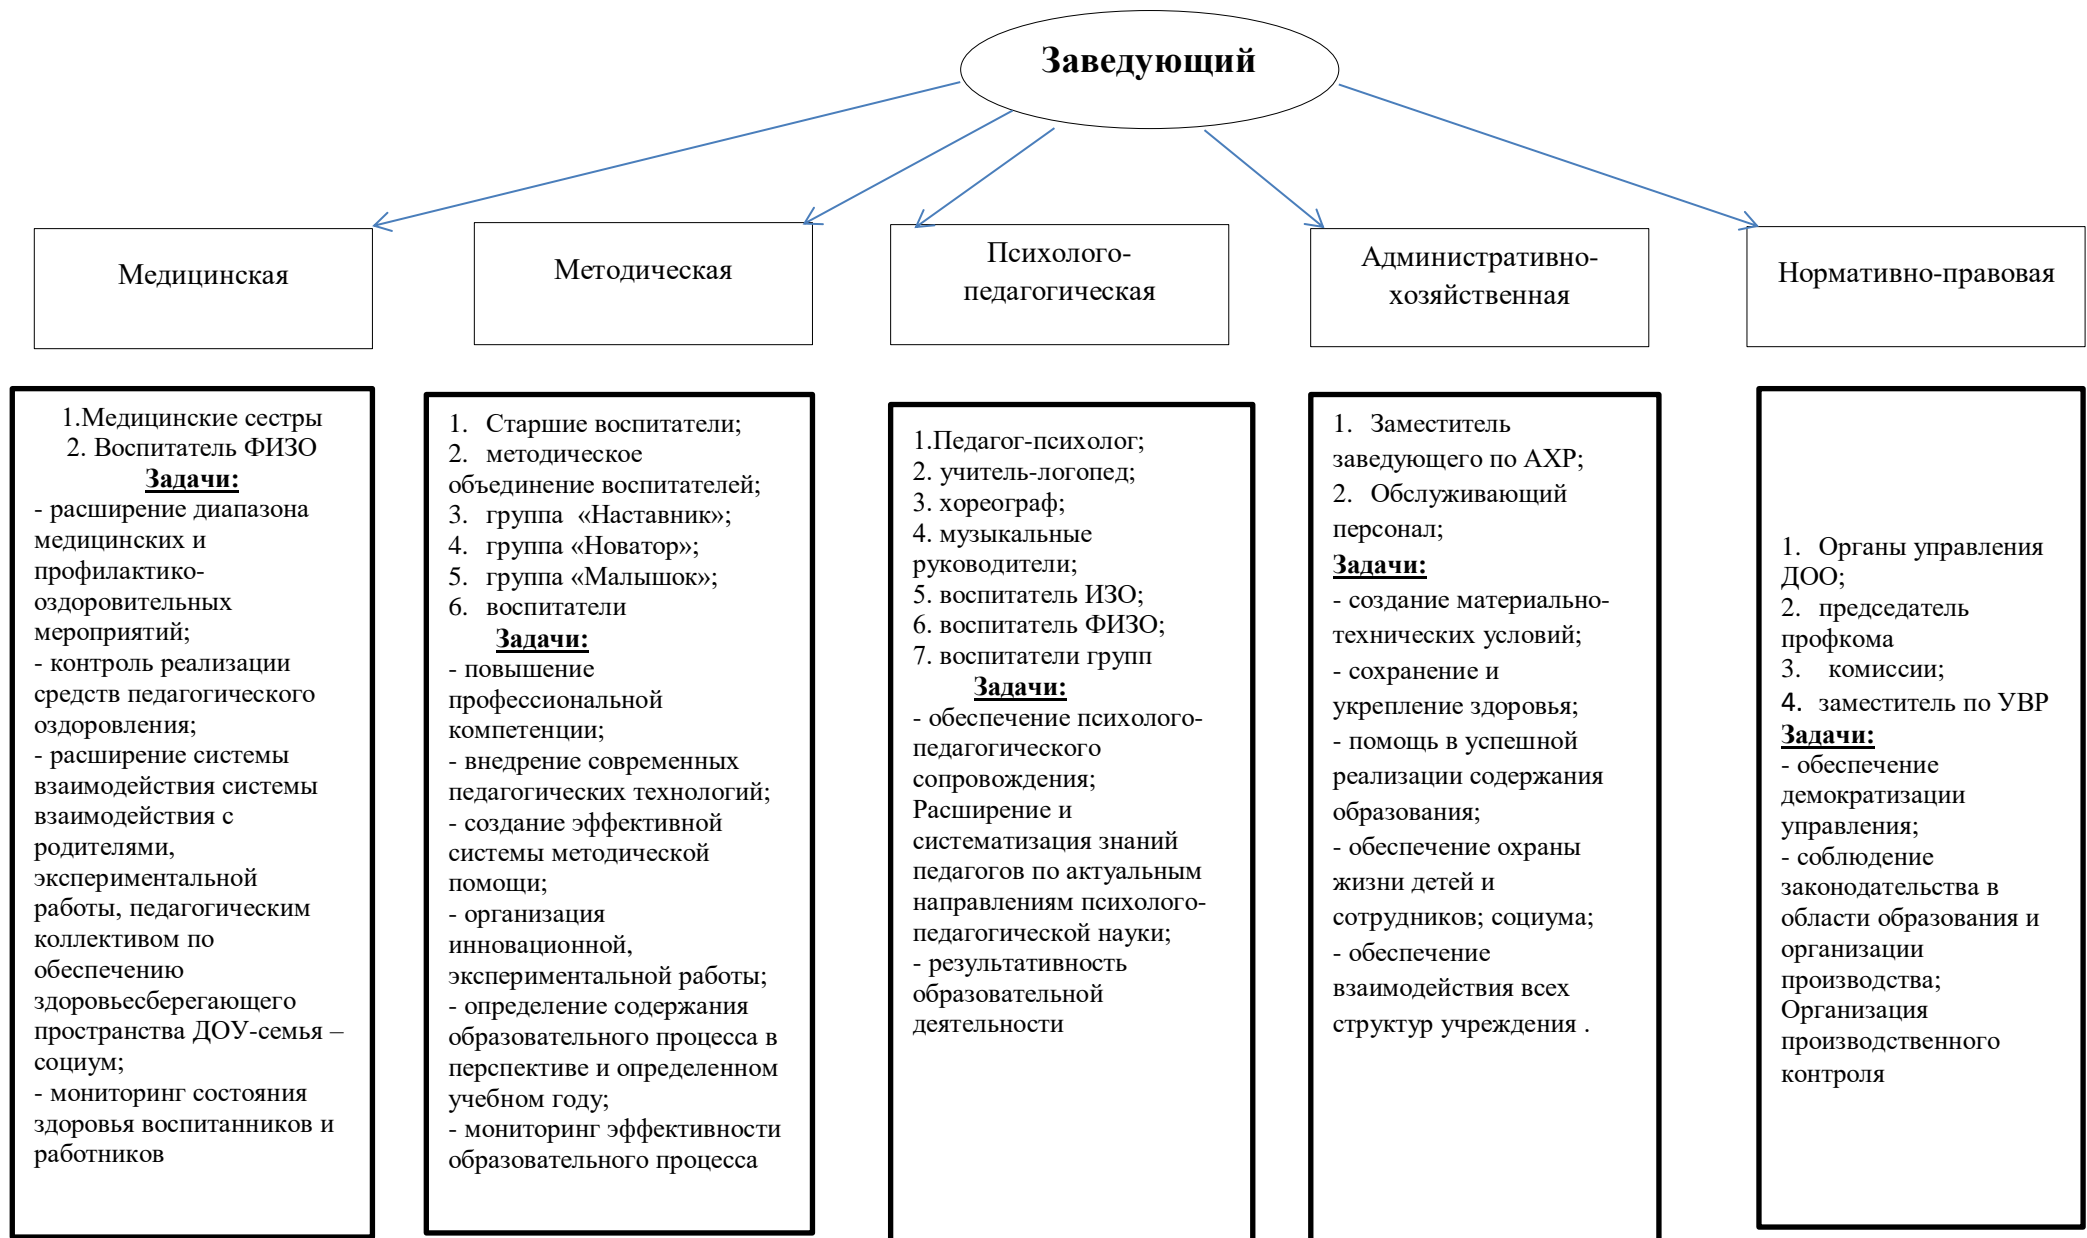 Заведующий
Медицинская
Методическая
Психолого-
педагогическая
Административно-
хозяйственная
Нормативно-правовая
1.Медицинские сестры
2. Воспитатель ФИЗО
Задачи:
- расширение диапазона
медицинских и
профилактико-
оздоровительных
мероприятий;
- контроль реализации
средств педагогического
оздоровления;
- расширение системы
взаимодействия системы
взаимодействия с
родителями,
экспериментальной
работы, педагогическим
коллективом по
обеспечению
здоровьесберегающего
пространства ДОУ-семья –
социум;
- мониторинг состояния
здоровья воспитанников и
работников
1. Старшие воспитатели;
2. методическое
объединение воспитателей;
3. группа «Наставник»;
4. группа «Новатор»;
5. группа «Малышок»;
6. воспитатели
Задачи:
- повышение
профессиональной
компетенции;
- внедрение современных
педагогических технологий;
- создание эффективной
системы методической
помощи;
- организация
инновационной,
экспериментальной работы;
- определение содержания
образовательного процесса в
перспективе и определенном
учебном году;
- мониторинг эффективности
образовательного процесса
1.Педагог-психолог;
2. учитель-логопед;
3. хореограф;
4. музыкальные
руководители;
5. воспитатель ИЗО;
6. воспитатель ФИЗО;
7. воспитатели групп
Задачи:
- обеспечение психолого-
педагогического
сопровождения;
Расширение и
систематизация знаний
педагогов по актуальным
направлениям психолого-
педагогической науки;
- результативность
образовательной
деятельности
1. Заместитель
заведующего по АХР;
2. Обслуживающий
персонал;
Задачи:
- создание материально-
технических условий;
- сохранение и
укрепление здоровья;
- помощь в успешной
реализации содержания
образования;
- обеспечение охраны
жизни детей и
сотрудников; социума;
- обеспечение
взаимодействия всех
структур учреждения .
1. Органы управления
ДОО;
2. председатель
профкома
3. комиссии;
4. заместитель по УВР
Задачи:
- обеспечение
демократизации
управления;
- соблюдение
законодательства в
области образования и
организации
производства;
Организация
производственного
контроля